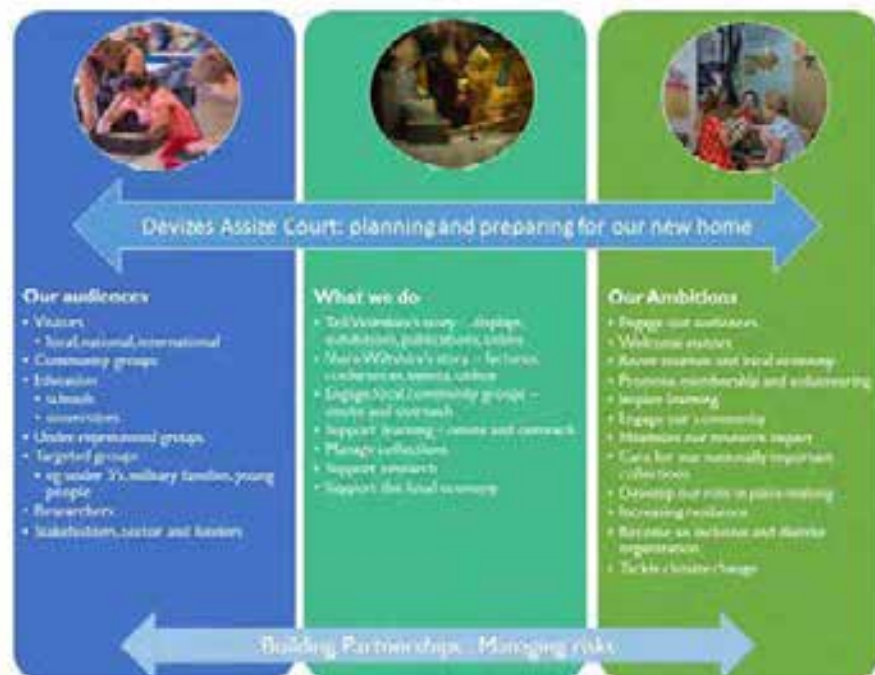 Devizes Assize Court: planning and preparing for our new home
Our audiences
• Visitors
• local, national, international
• Community groups
• Education
• schools
• universities
• Under represented groups
• Targeted groups
• eg under 5's, military families, young
people
• Researchers
• Stakeholders, sector and funders
What we do
• Tell Wiltshire's story – displays,
exhibitions, publications, online
• Share Wiltshire's story – lectures,
conferences, events, online
• Engage local community groups –
onsite and outreach
• Support learning – onsite and outreach
• Manage collections
• Support research
• Support the local economy
Our Ambitions
• Engage our audiences
• Welcome visitors
• Boost tourism and local economy
• Promote membership and volunteering
• Inspire learning
• Engage our community
• Maximise our research impact
• Care for our nationally important
collections
• Develop our role in place-making
• Increasing resilience
• Become an inclusive and
organisation
• Tackle climate change
Building Partnerships . Managing risks